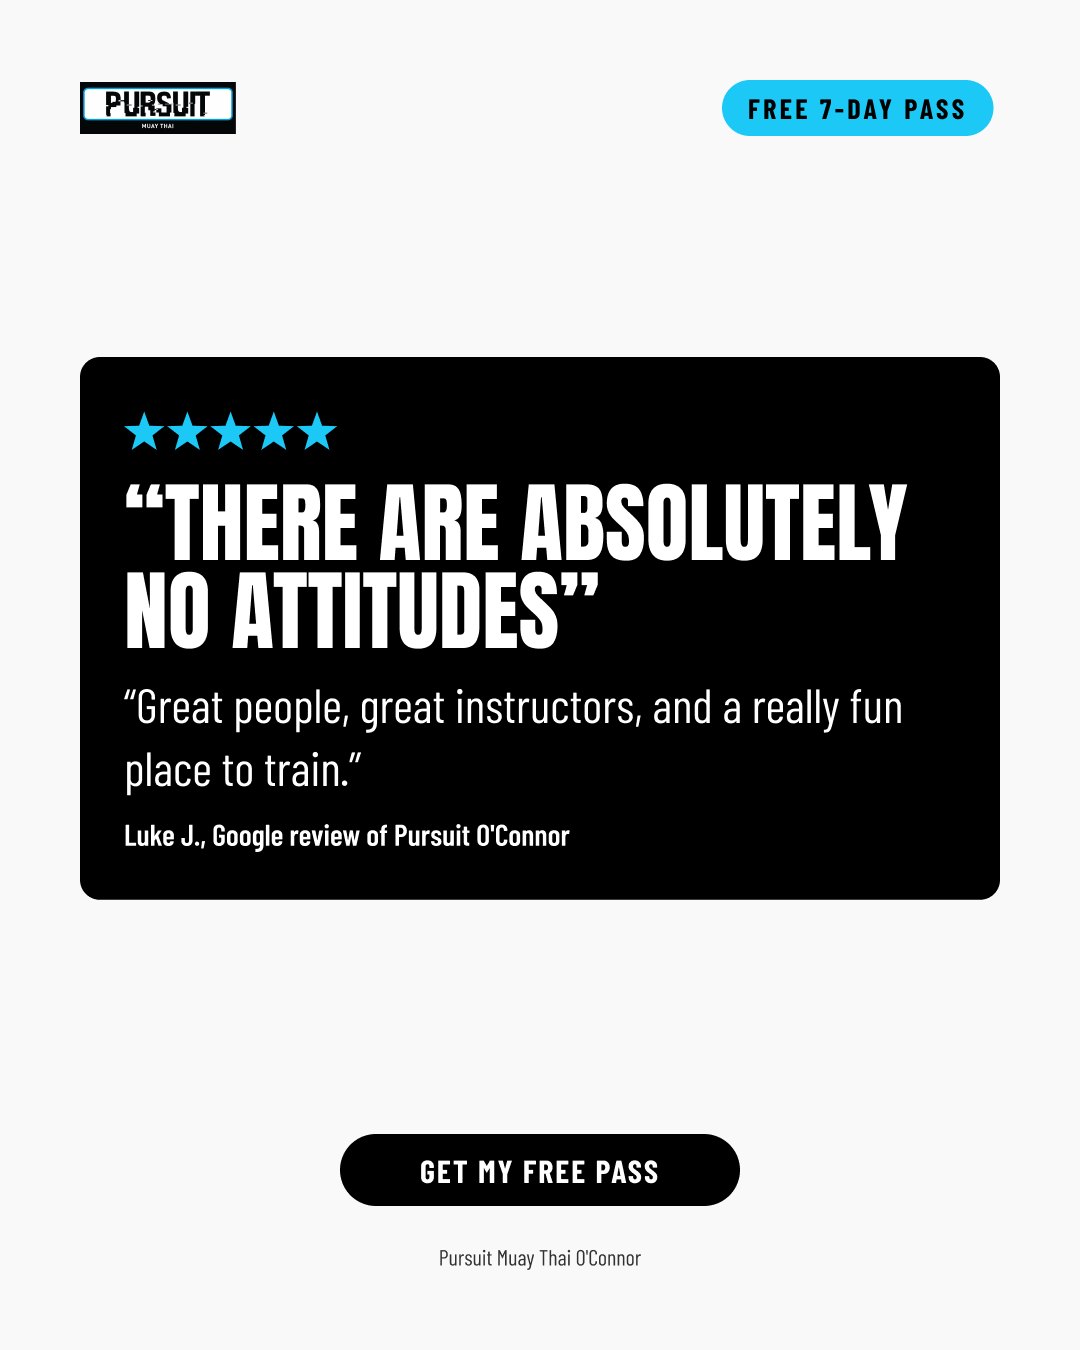 PURSUIT
MUAY THAI
FREE 7-DAY PASS
“THERE ARE ABSOLUTELY
NO ATTITUDES”
“Great people, great instructors, and a really fun
place to train.”
Luke J., Google review of Pursuit O'Connor
GET MY FREE PASS
Pursuit Muay Thai O'Connor